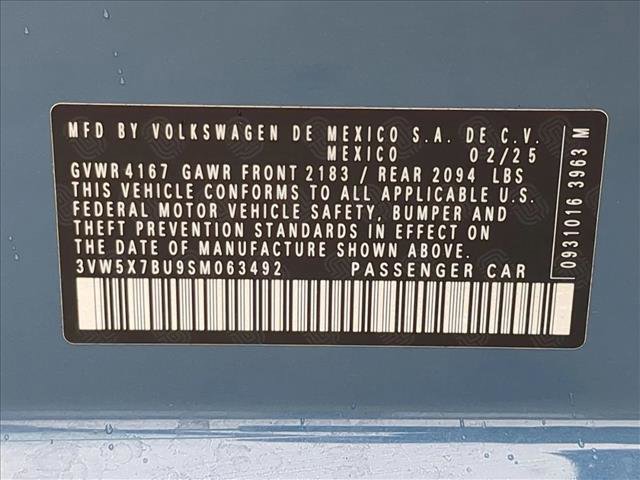 MFD BY VOLKSWAGEN DE MEXICO S.A. DE C.V.
MEXICO 02/25
GVWR 4167 GAWR FRONT 2183 / REAR 2094 LBS
THIS VEHICLE CONFORMS TO ALL APPLICABLE U.S.
FEDERAL MOTOR VEHICLE SAFETY, BUMPER AND
THEFT PREVENTION STANDARDS IN EFFECT ON THE
DATE OF MANUFACTURE SHOWN ABOVE.
3VW5X7BU9SM063492 PASSENGER CAR
0931016 3963 M